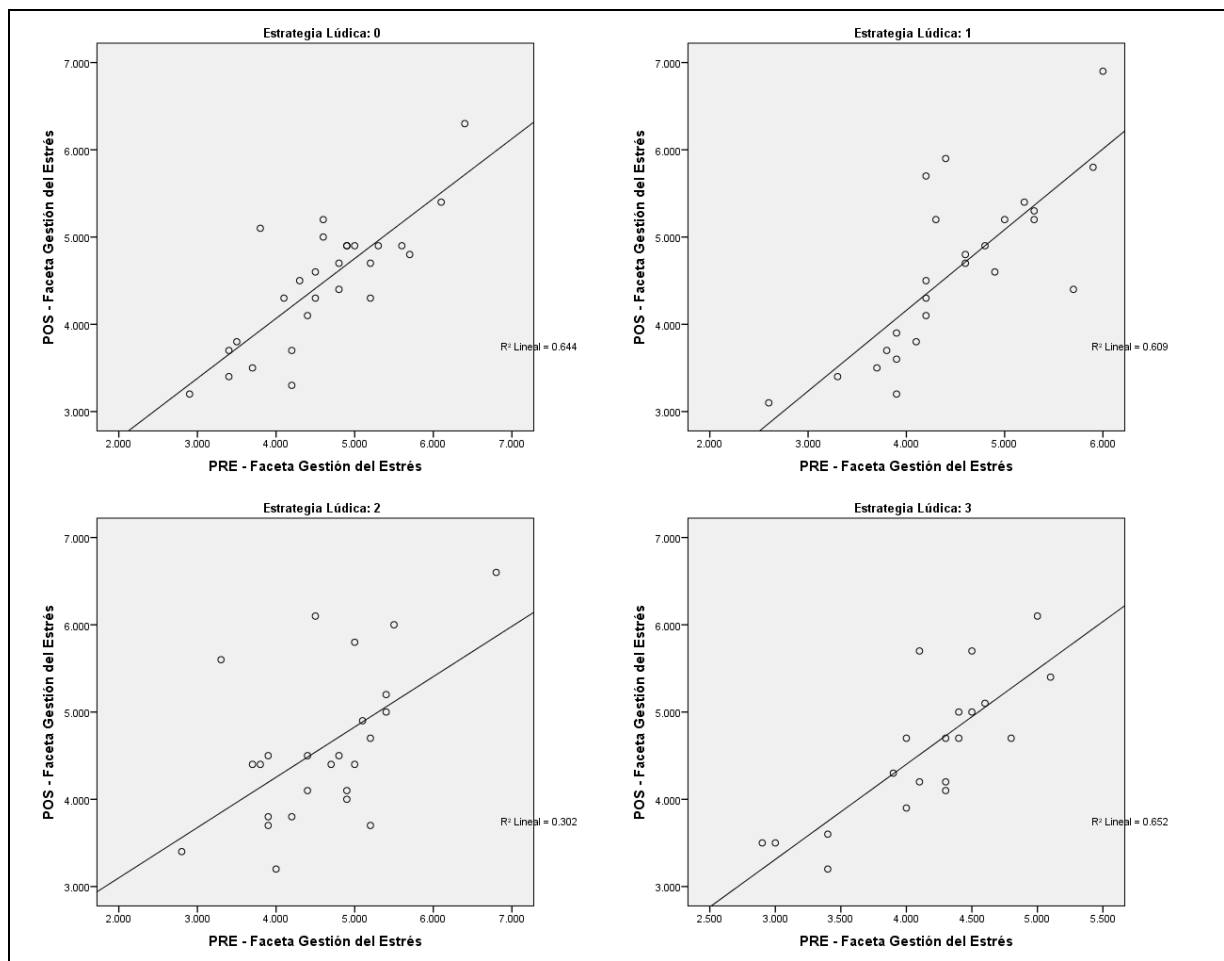 Estrategia Lúdica: 0
7.000
6.000
5.000
4.000
3.000
POS - Faceta Gestión del Estrés
R² Lineal = 0.644
2.000 3.000 4.000 5.000 6.000 7.000
PRE - Faceta Gestión del Estrés
Estrategia Lúdica: 1
7.000
6.000
5.000
4.000
3.000
POS - Faceta Gestión del Estrés
R² Lineal = 0.609
2.000 3.000 4.000 5.000 6.000
PRE - Faceta Gestión del Estrés
Estrategia Lúdica: 2
7.000
6.000
5.000
4.000
3.000
POS - Faceta Gestión del Estrés
R² Lineal = 0.302
2.000 3.000 4.000 5.000 6.000 7.000
PRE - Faceta Gestión del Estrés
Estrategia Lúdica: 3
7.000
6.000
5.000
4.000
3.000
POS - Faceta Gestión del Estrés
R² Lineal = 0.652
2.500 3.000 3.500 4.000 4.500 5.000 5.500
PRE - Faceta Gestión del Estrés